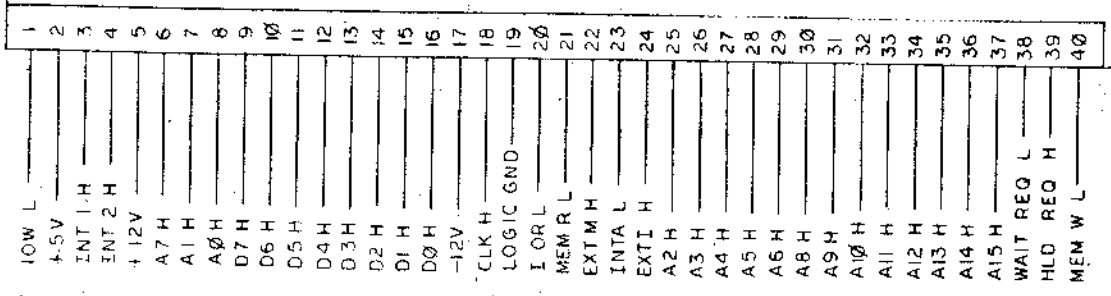 1 IOW L
2 +5V
3 INT 1 H
4 INT 2 H
5 +12V
6 A7 H
7 A1 H
8 AØ H
9 D7 H
1Ø D6 H
11 D5 H
12 D4 H
13 D3 H
14 D2 H
15 D1 H
16 DØ H
17 -12V
18 CLK H
19 LOGIC GND
2Ø I OR L
21 MEM R L
22 EXT M H
23 INTA L
24 EXTI H
25 A2 H
26 A3 H
27 A4 H
28 A5 H
29 A6 H
30 A8 H
31 A9 H
32 A1Ø H
33 A11 H
34 A12 H
35 A13 H
36 A14 H
37 A15 H
38 WAIT REQ L
39 HLD REQ H
4Ø MEM W L